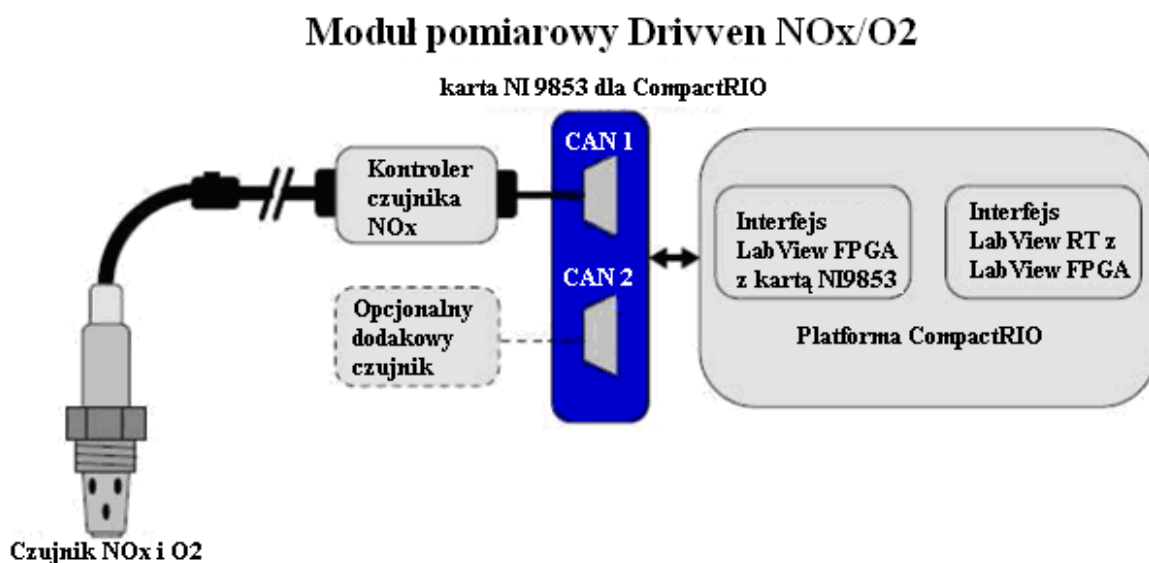 Moduł pomiarowy Drivven NOx/O2
karta NI 9853 dla CompactRIO
CAN 1
Kontroler
czujnika
NOx
Interfejs
LabView FPGA
z kartą NI9853
Interfejs
LabView RT z
LabView FPGA
CAN 2
Opcjonalny
dodakowy
czujnik
Platforma CompactRIO
Czujnik NOx i O2